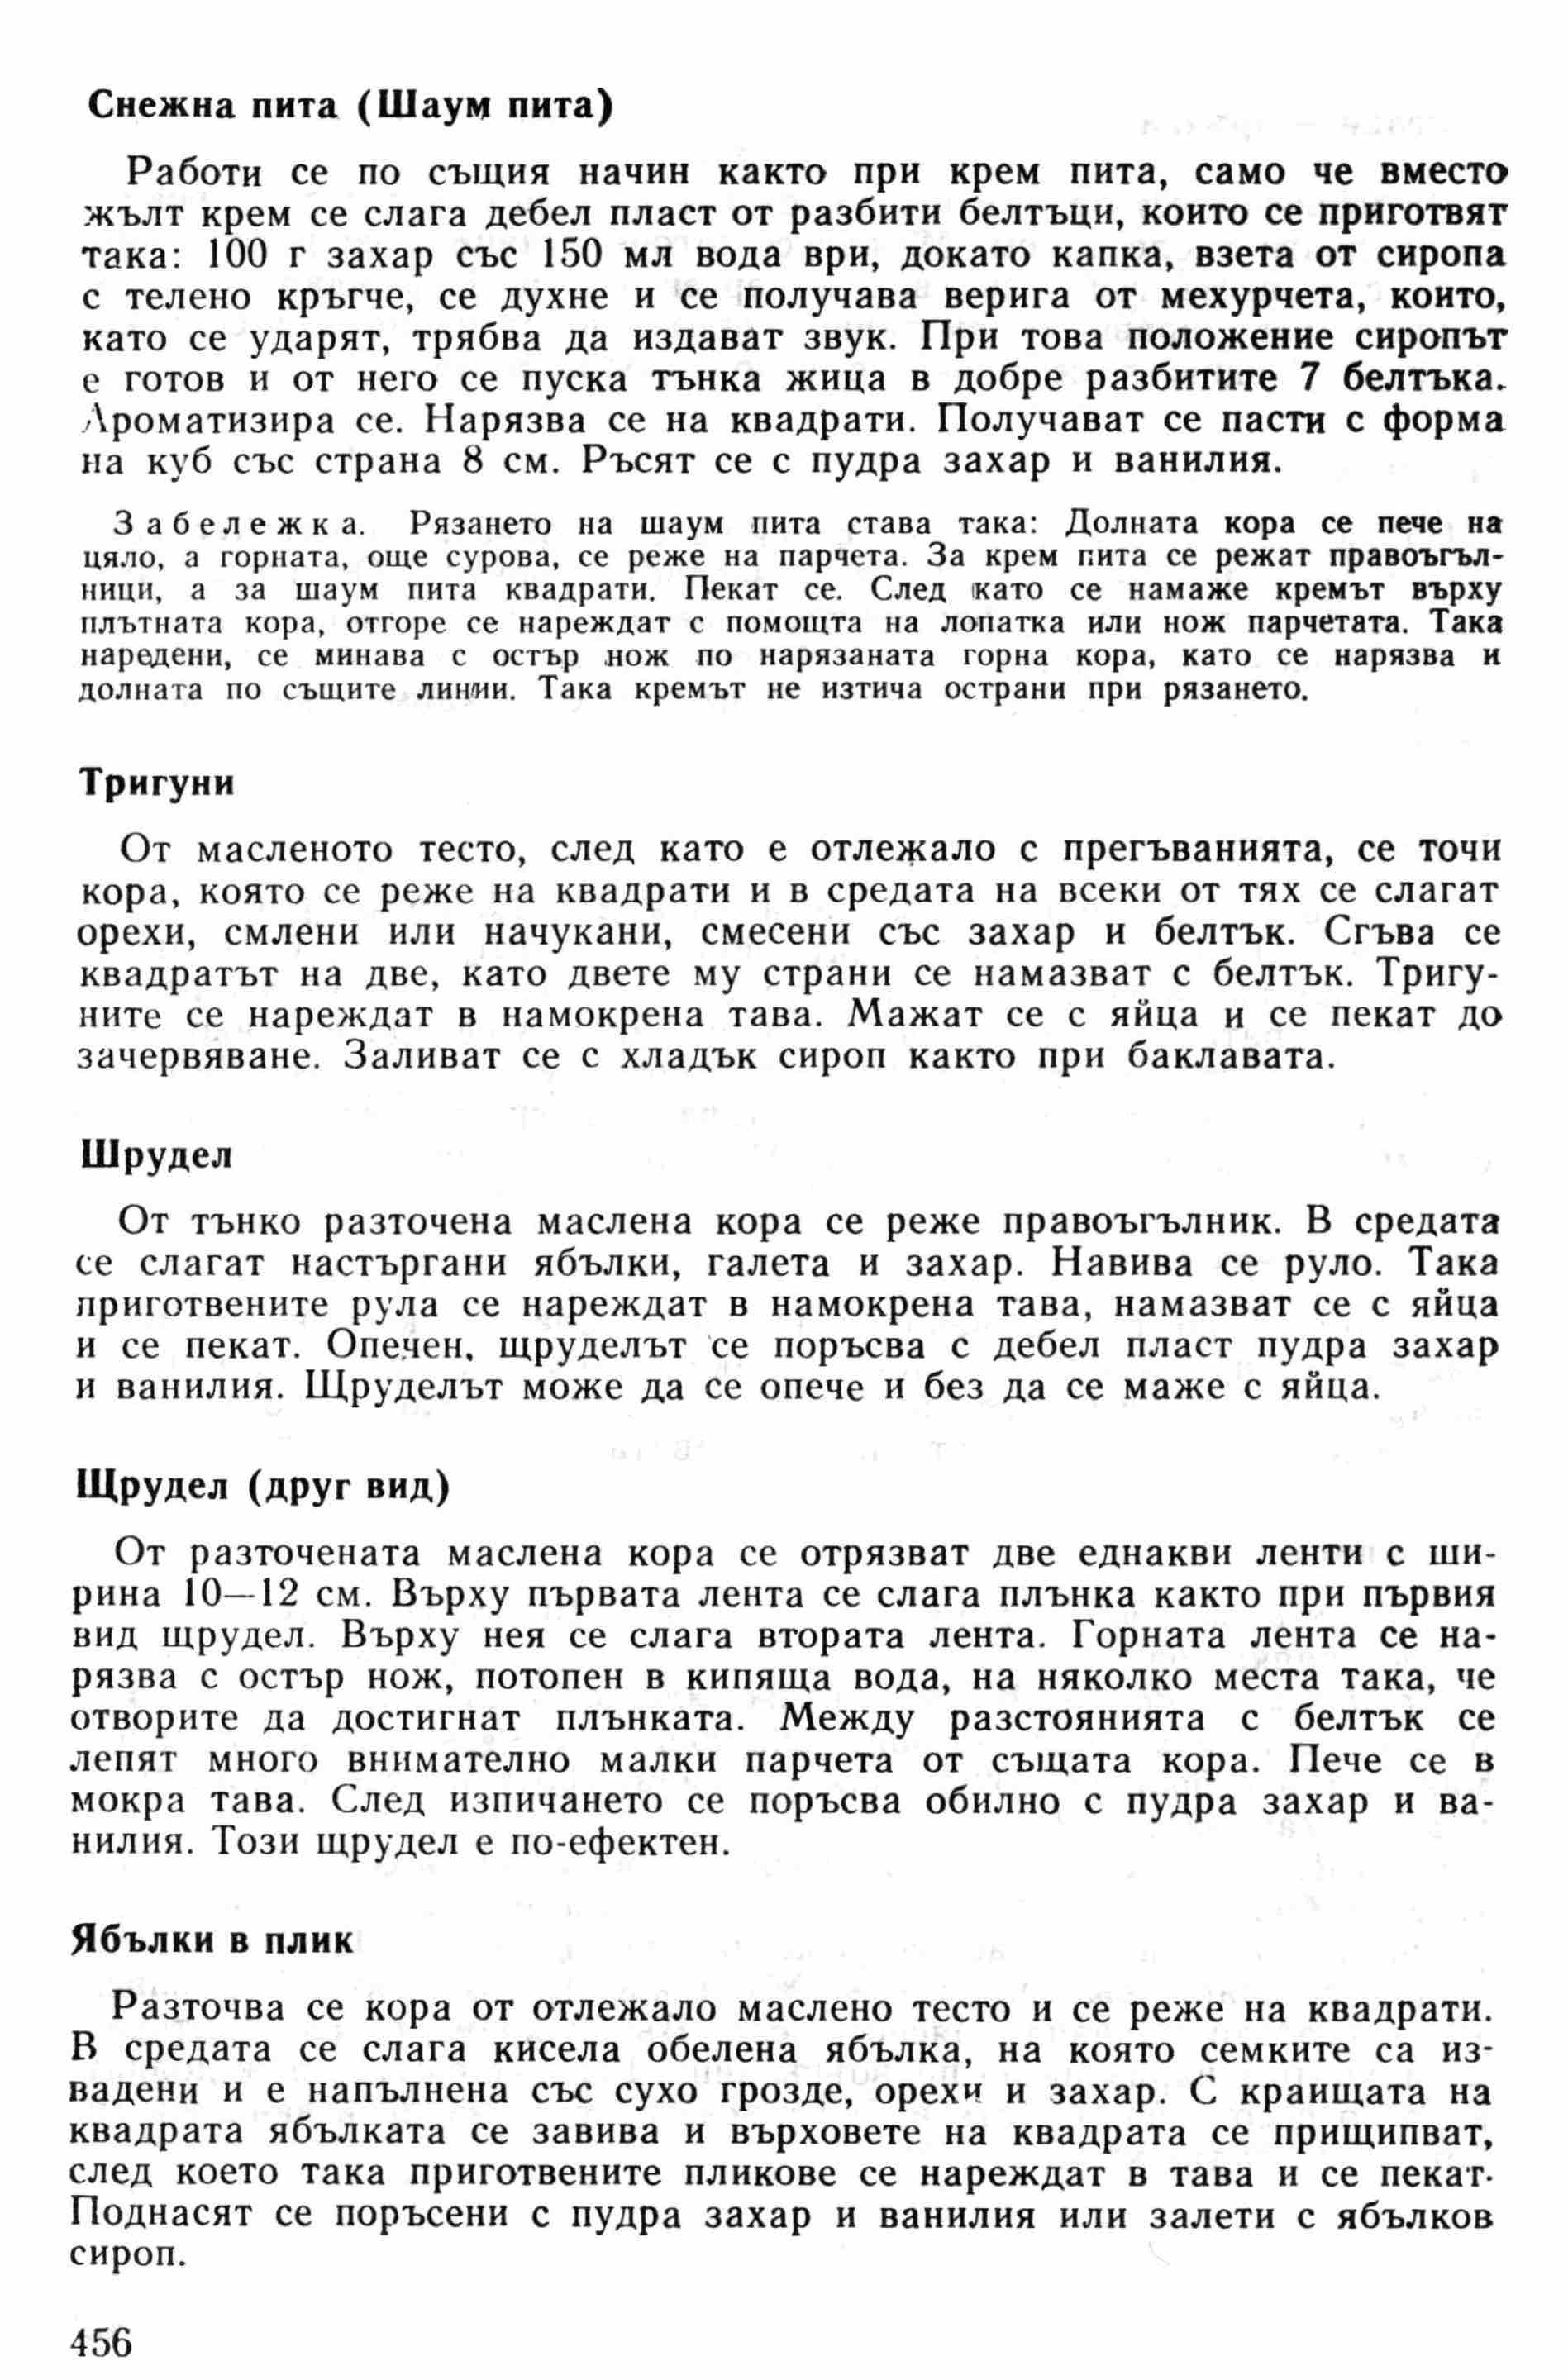 Снежна пита (Шаум пита)
Работи се по същия начин както при крем пита, само че вместо
жълт крем се слага дебел пласт от разбити белтъци, които се приготвят
така: 100 г захар със 150 мл вода ври, докато капка, взета от сиропа
с телено кръгче, се духне и се получава верига от мехурчета, които,
като се ударят, трябва да издават звук. При това положение сиропът
е готов и от него се пуска тънка жица в добре разбитите 7 белтъка.
Ароматизира се. Нарязва се на квадрати. Получават се пасти с форма
на куб със страна 8 см. Ръсят се с пудра захар и ванилия.
Забележка. Рязането на шаум пита става така: Долната кора се пече на
цяло, а горната, още сурова, се реже на парчета. За крем пита се режат правоъгъл-
ници, а за шаум пита квадрати. Пекат се. След като се намаже кремът върху
плътната кора, отгоре се нареждат с помощта на лопатка или нож парчетата. Така
наредени, се минава с остър нож по нарязаната горна кора, като се нарязва и
долната по същите линии. Така кремът не изтича острани при рязането.
Тригуни
От масленото тесто, след като е отлежало с прегъванията, се точи
кора, която се реже на квадрати и в средата на всеки от тях се слагат
орехи, смлени или начукани, смесени със захар и белтък. Сгъва се
квадратът на две, като двете му страни се намазват с белтък. Тригу-
ните се нареждат в намокрена тава. Мажат се с яйца и се пекат до
зачервяване. Заливат се с хладък сироп както при баклавата.
Шрудел
От тънко разточена маслена кора се реже правоъгълник. В средата
се слагат настъргани ябълки, галета и захар. Навива се руло. Така
приготвените рула се нареждат в намокрена тава, намазват се с яйца
и се пекат. Опечен, щруделът се поръсва с дебел пласт пудра захар
и ванилия. Щруделът може да се опече и без да се маже с яйца.
Щрудел (друг вид)
От разточената маслена кора се отрязват две еднакви ленти с ши-
рина 10—12 см. Върху първата лента се слага плънка както при първия
вид щрудел. Върху нея се слага втората лента. Горната лента се на-
рязва с остър нож, потопен в кипяща вода, на няколко места така, че
отворите да достигнат плънката. Между разстоянията с белтък се
лепят много внимателно малки парчета от същата кора. Пече се в
мокра тава. След изпичането се поръсва обилно с пудра захар и ва-
нилия. Този щрудел е по-ефектен.
Ябълки в плик
Разточва се кора от отлежало маслено тесто и се реже на квадрати.
В средата се слага кисела обелена ябълка, на която семките са из-
вадени и е напълнена със сухо грозде, орехи и захар. С краищата на
квадрата ябълката се завива и върховете на квадрата се прищипват,
след което така приготвените пликове се нареждат в тава и се пекат.
Поднасят се поръсени с пудра захар и ванилия или залети с ябълков
сироп.
456